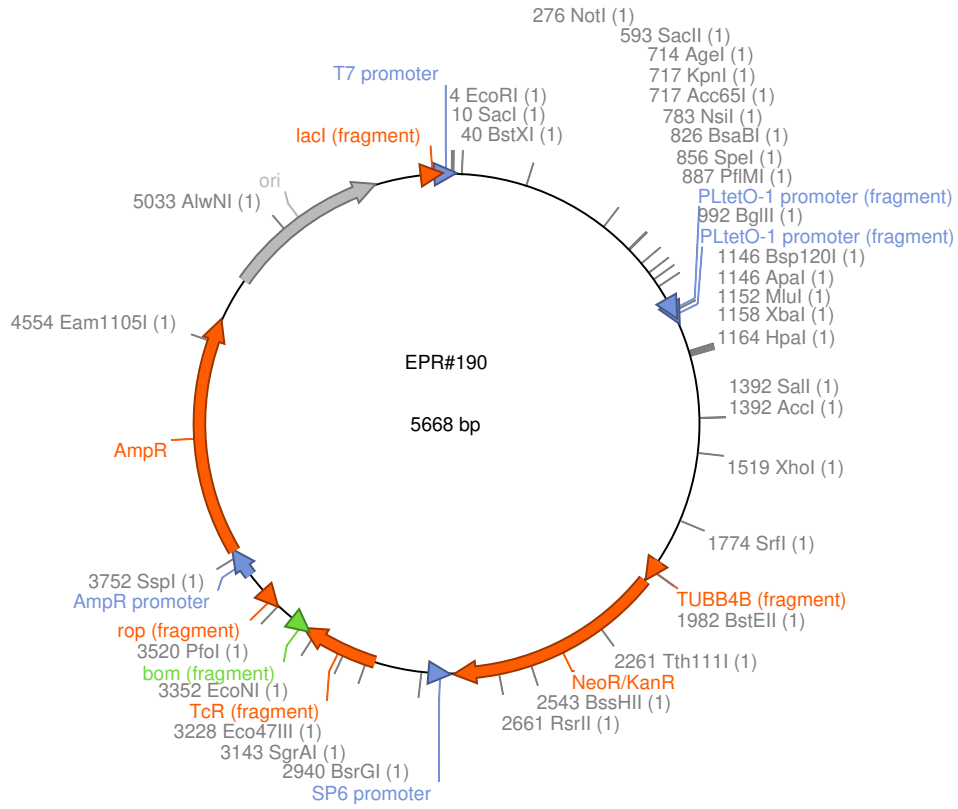 276 NotI (1)
593 SacII (1)
714 AgeI (1)
717 KpnI (1)
717 Acc65I (1)
783 NsiI (1)
826 BsaBI (1)
856 SpeI (1)
887 PflMI (1)
PLtetO-1 promoter (fragment)
992 BglII (1)
PLtetO-1 promoter (fragment)
1146 Bsp120I (1)
1146 ApaI (1)
1152 MluI (1)
1158 XbaI (1)
1164 HpaI (1)
1392 SalI (1)
1392 AccI (1)
1519 XhoI (1)
1774 SrfI (1)
TUBB4B (fragment)
1982 BstEII (1)
2261 Tth111I (1)
NeoR/KanR
2543 BssHII (1)
2661 RsrII (1)
SP6 promoter
2940 BsrGI (1)
3143 SgrAI (1)
3228 Eco47III (1)
TcR (fragment)
3352 EcoNI (1)
bom (fragment)
3520 PfoI (1)
rop (fragment)
AmpR promoter
3752 SspI (1)
AmpR
4554 Eam1105I (1)
5033 AlwNI (1)
ori
lacI (fragment)
T7 promoter
4 EcoRI (1)
10 SacI (1)
40 BstXI (1)
EPR#190
5668 bp